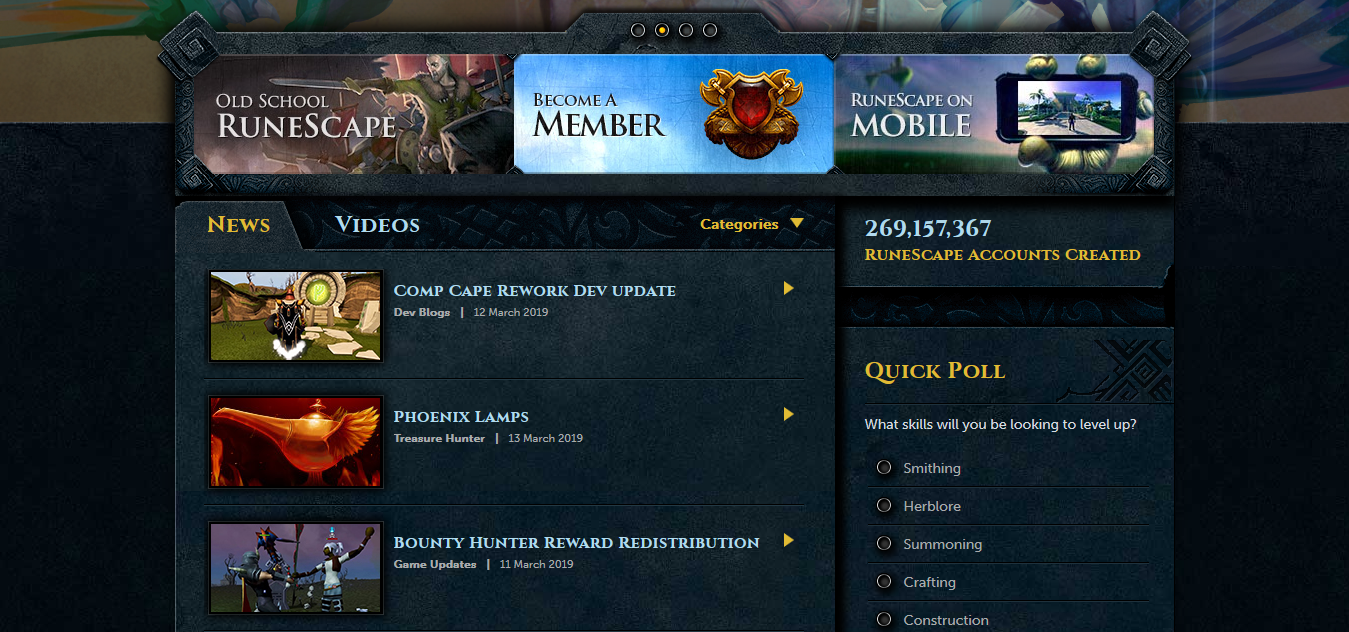 Old School
RuneScape
Become A
Member
RuneScape on
Mobile
News
Videos
Categories
Comp Cape Rework Dev update
Dev Blogs | 12 March 2019
Phoenix Lamps
Treasure Hunter | 13 March 2019
Bounty Hunter Reward Redistribution
Game Updates | 11 March 2019
269,157,367
RuneScape Accounts Created
Quick Poll
What skills will you be looking to level up?
Smithing
Herblore
Summoning
Crafting
Construction